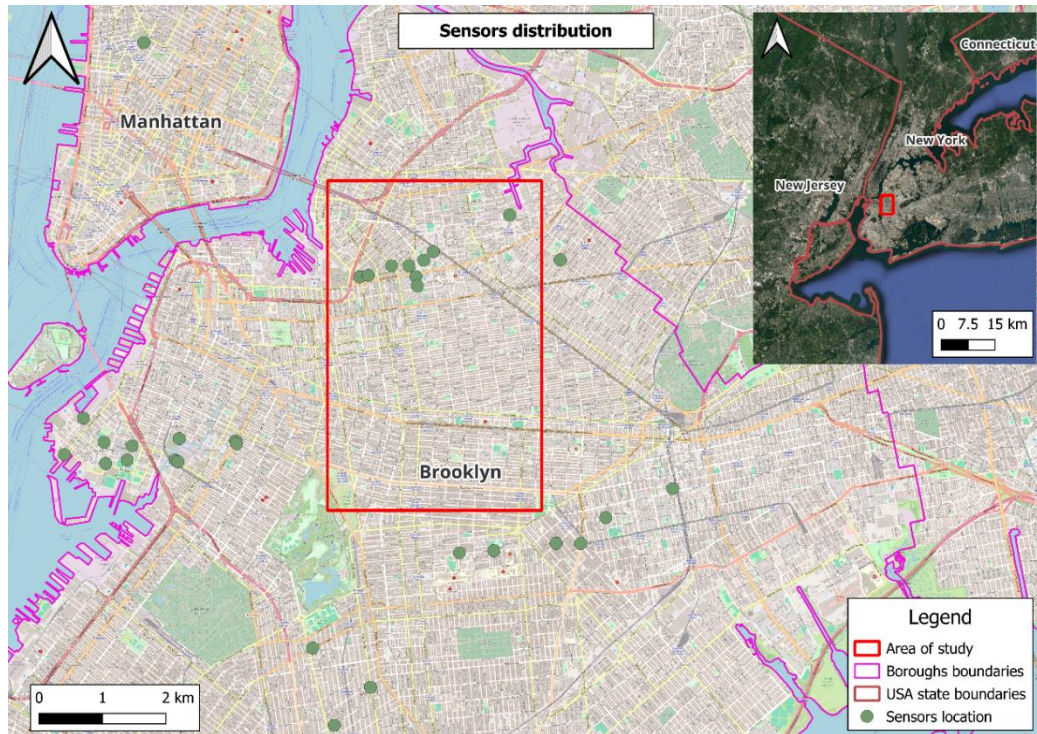 Sensors distribution
Manhattan
Brooklyn
Connecticut
New York
New Jersey
0 7.5 15 km
0 1 2 km
Legend
Area of study
Boroughs boundaries
USA state boundaries
Sensors location